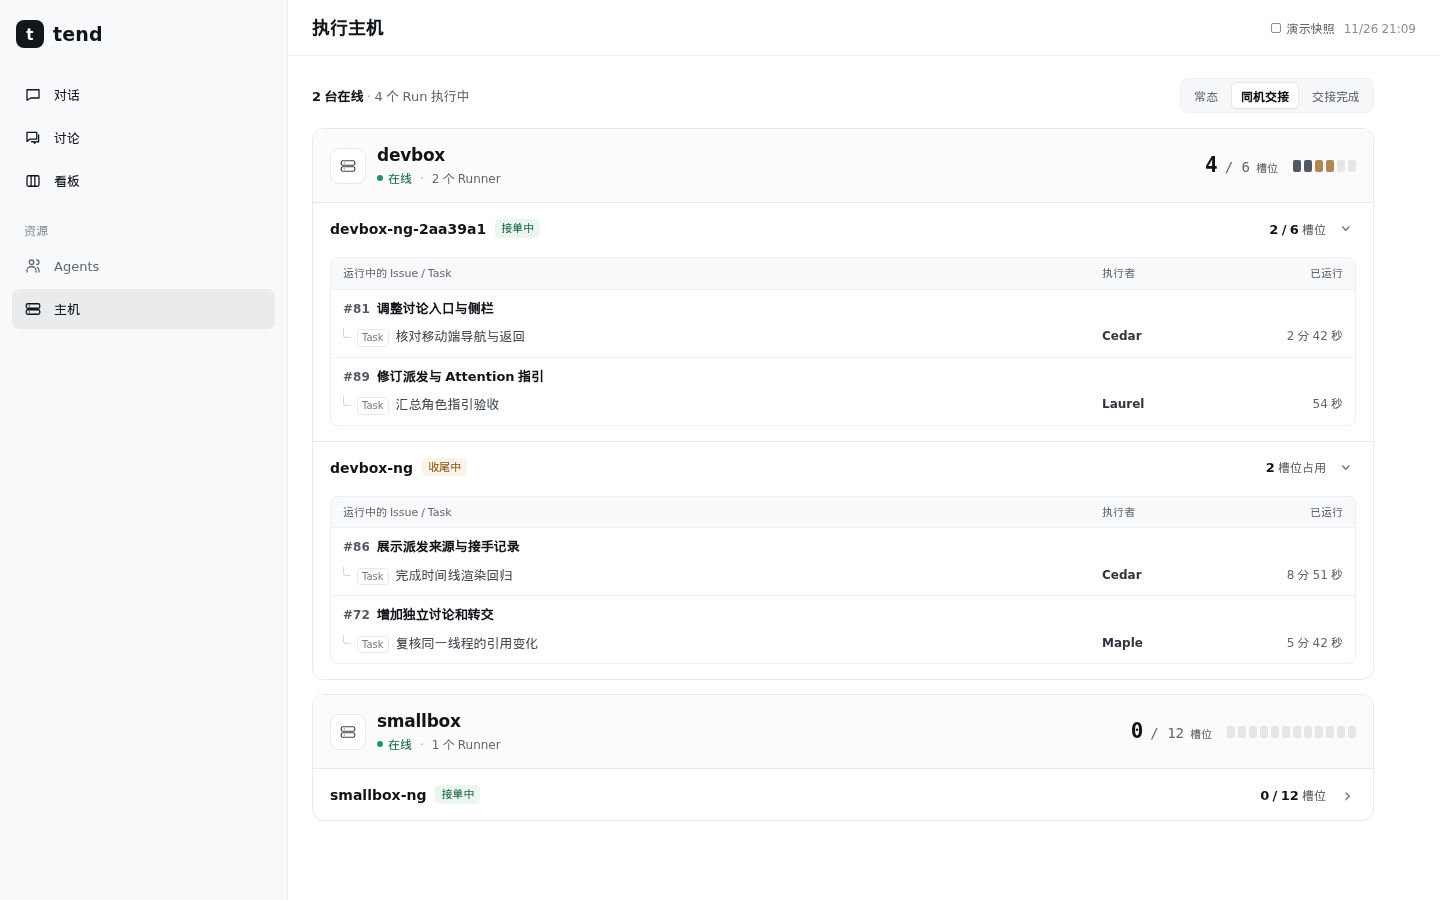 t tend
对话
讨论
看板
资源
Agents
主机
执行主机
演示快照 11/26 21:09
2 台在线 · 4 个 Run 执行中
常态 同机交接 交接完成
devbox
在线 · 2 个 Runner
4 / 6 槽位
devbox-ng-2aa39a1 接单中
2 / 6 槽位
运行中的 Issue / Task 执行者 已运行
#81 调整讨论入口与侧栏
Task 核对移动端导航与返回 Cedar 2 分 42 秒
#89 修订派发与 Attention 指引
Task 汇总角色指引验收 Laurel 54 秒
devbox-ng 收尾中
2 槽位占用
运行中的 Issue / Task 执行者 已运行
#86 展示派发来源与接手记录
Task 完成时间线渲染回归 Cedar 8 分 51 秒
#72 增加独立讨论和转交
Task 复核同一线程的引用变化 Maple 5 分 42 秒
smallbox
在线 · 1 个 Runner
0 / 12 槽位
smallbox-ng 接单中
0 / 12 槽位